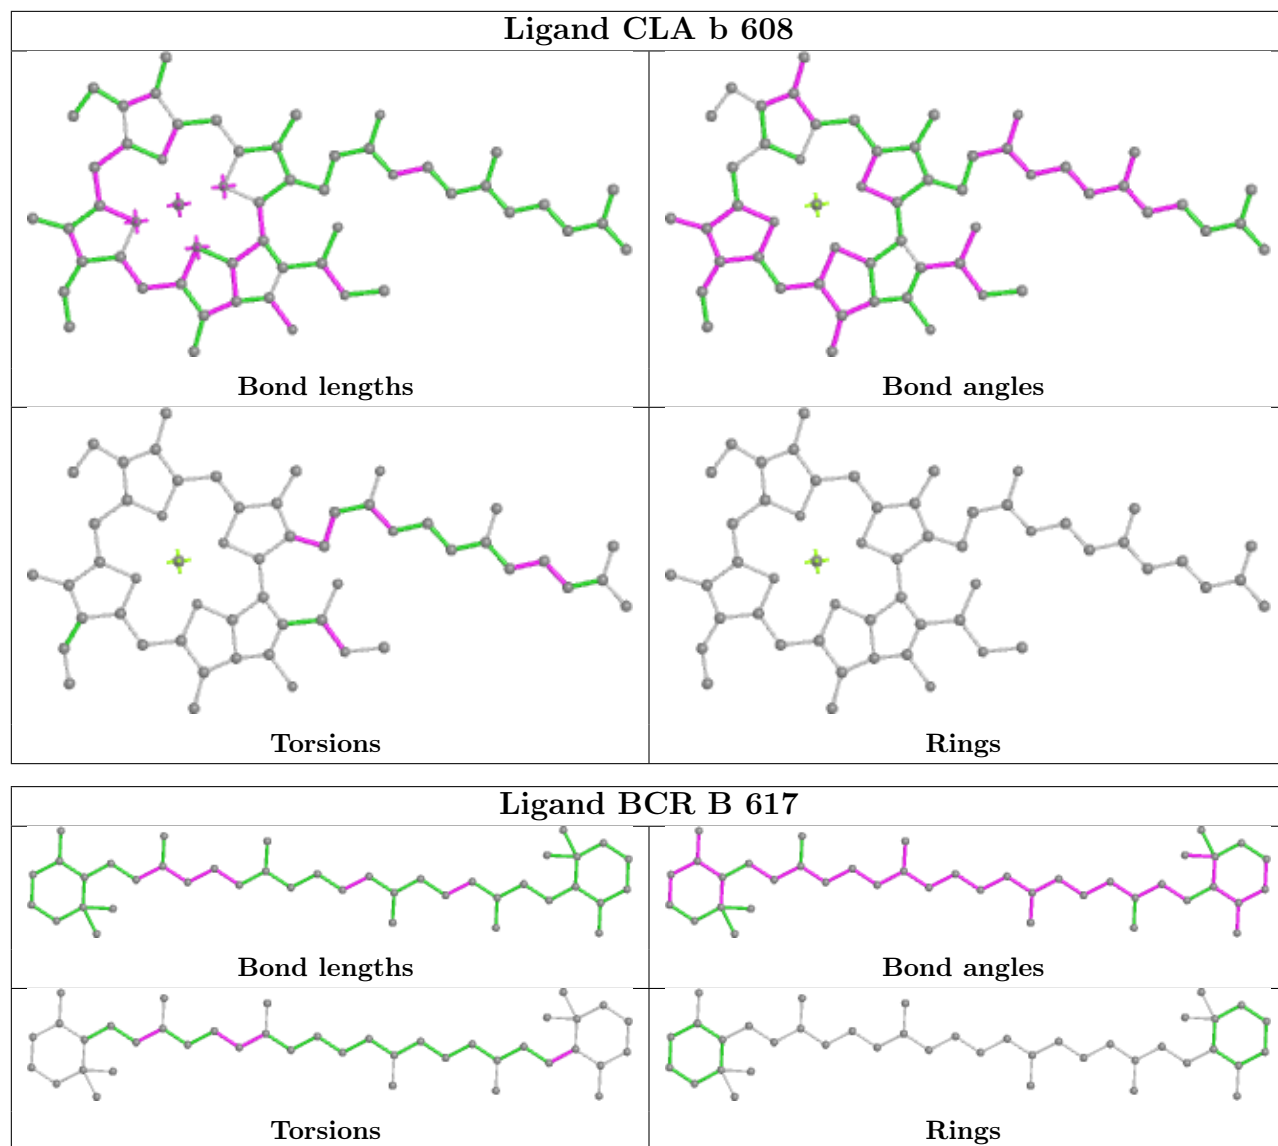 Ligand CLA b 608
Bond lengths
Bond angles
Torsions
Rings
Ligand BCR B 617
Bond lengths
Bond angles
Torsions
Rings